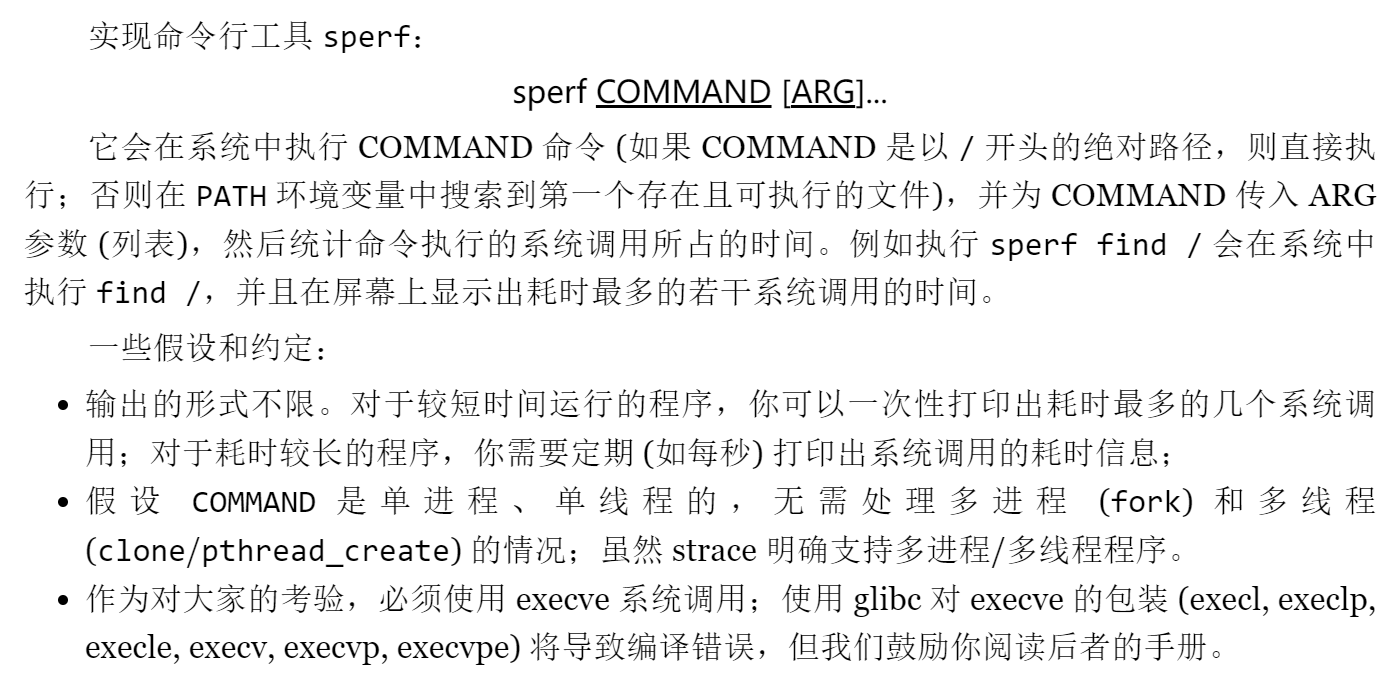 实现命令行工具 sperf:
sperf COMMAND [ARG]...
它会在系统中执行 COMMAND 命令 (如果 COMMAND 是以 / 开头的绝对路径，则直接执
行；否则在 PATH 环境变量中搜索到第一个存在且可执行的文件)，并为 COMMAND 传入 ARG
参数 (列表)，然后统计命令执行的系统调用所占的时间。例如执行 sperf find / 会在系统中
执行 find /，并且在屏幕上显示出耗时最多的若干系统调用的时间。
一些假设和约定：
• 输出的形式不限。对于较短时间运行的程序，你可以一次性打印出耗时最多的几个系统调
用；对于耗时较长的程序，你需要定期 (如每秒) 打印出系统调用的耗时信息；
• 假设 COMMAND 是单进程、单线程的，无需处理多进程 (fork) 和多线程
(clone/pthread_create) 的情况；虽然 strace 明确支持多进程/多线程程序。
• 作为对大家的考验，必须使用 execve 系统调用；使用 glibc 对 execve 的包装 (execl, execlp,
execle, execv, execvp, execvpe) 将导致编译错误，但我们鼓励你阅读后者的手册。